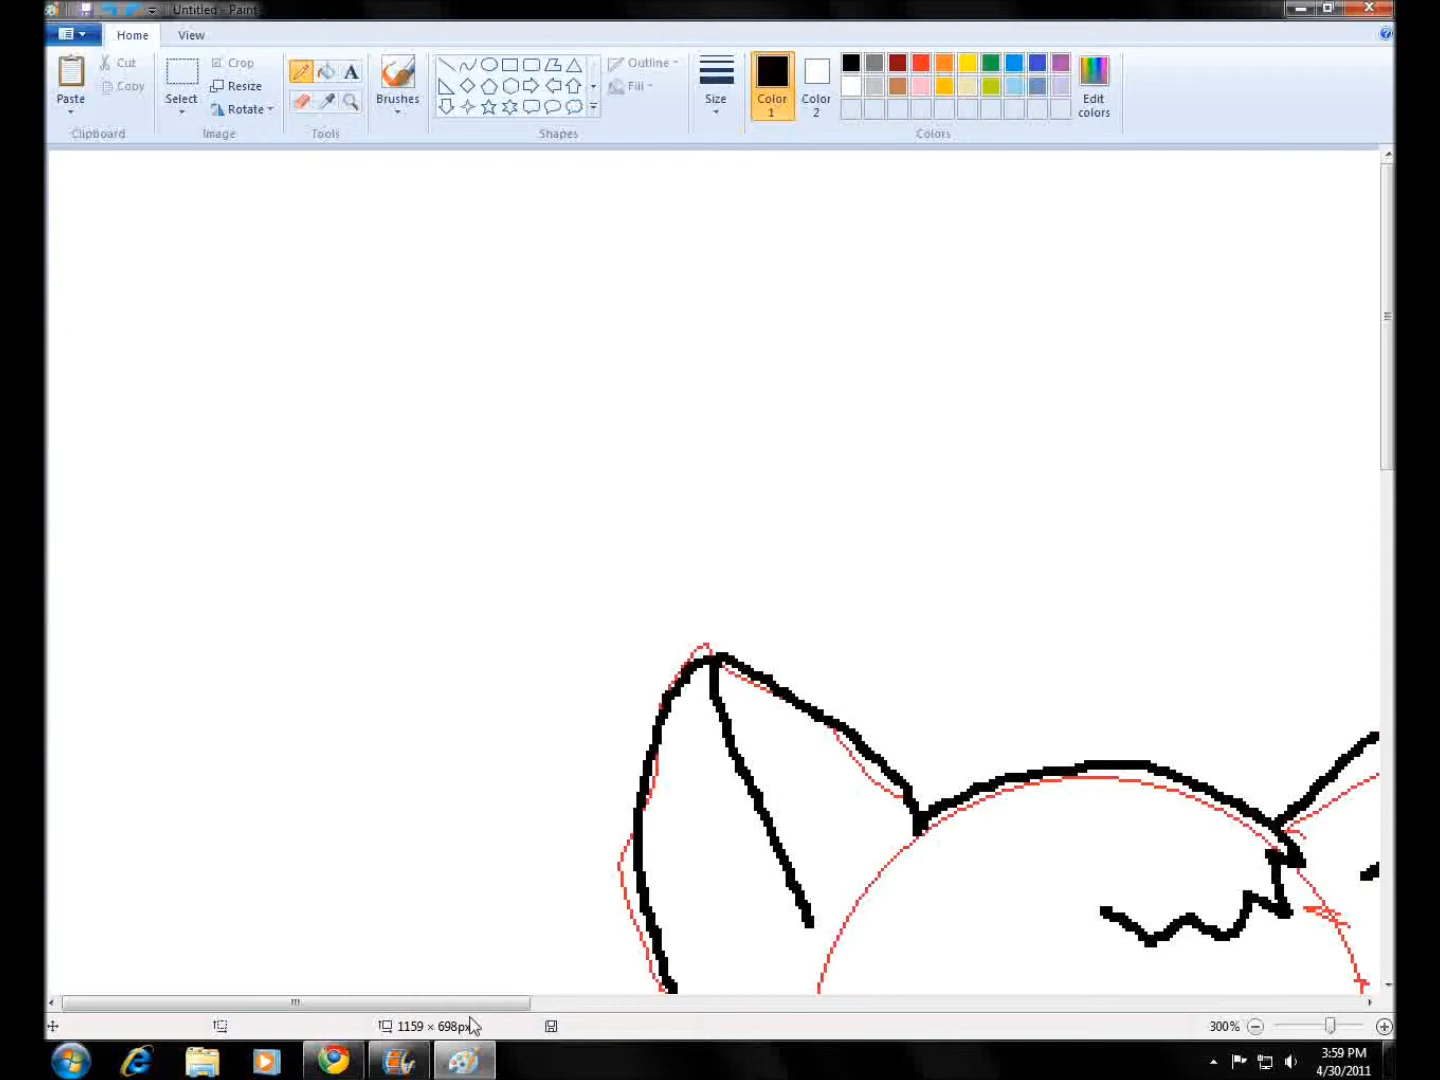 Untitled - Paint
Home View
Paste
Cut
Copy
Clipboard
Select
Crop
Resize
Rotate
Image
A
Tools
Brushes
Outline
Fill
Shapes
Size
Color 1
Color 2
Edit colors
Colors
1159 × 698px
300%
3:59 PM
4/30/2011